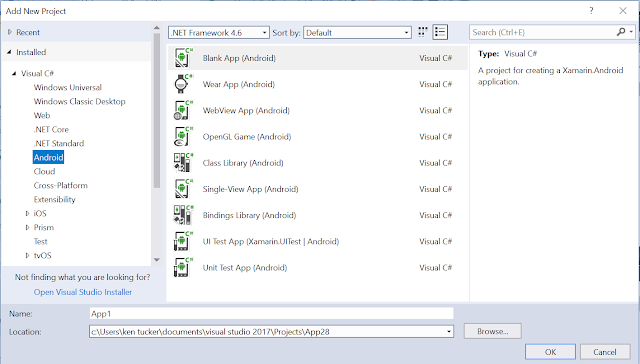 Add New Project
? ×
Recent
Installed
Visual C#
Windows Universal
Windows Classic Desktop
Web
.NET Core
.NET Standard
Android
Cloud
Cross-Platform
Extensibility
iOS
Prism
Test
tvOS
Not finding what you are looking for?
Open Visual Studio Installer
.NET Framework 4.6 Sort by: Default
Search (Ctrl+E)
Blank App (Android) Visual C#
Wear App (Android) Visual C#
WebView App (Android) Visual C#
OpenGL Game (Android) Visual C#
Class Library (Android) Visual C#
Single-View App (Android) Visual C#
Bindings Library (Android) Visual C#
UI Test App (Xamarin.UITest | Android) Visual C#
Unit Test App (Android) Visual C#
Type: Visual C#
A project for creating a Xamarin.Android
application.
Name: App1
Location: c:\Users\ken tucker\documents\visual studio 2017\Projects\App28
Browse...
OK Cancel